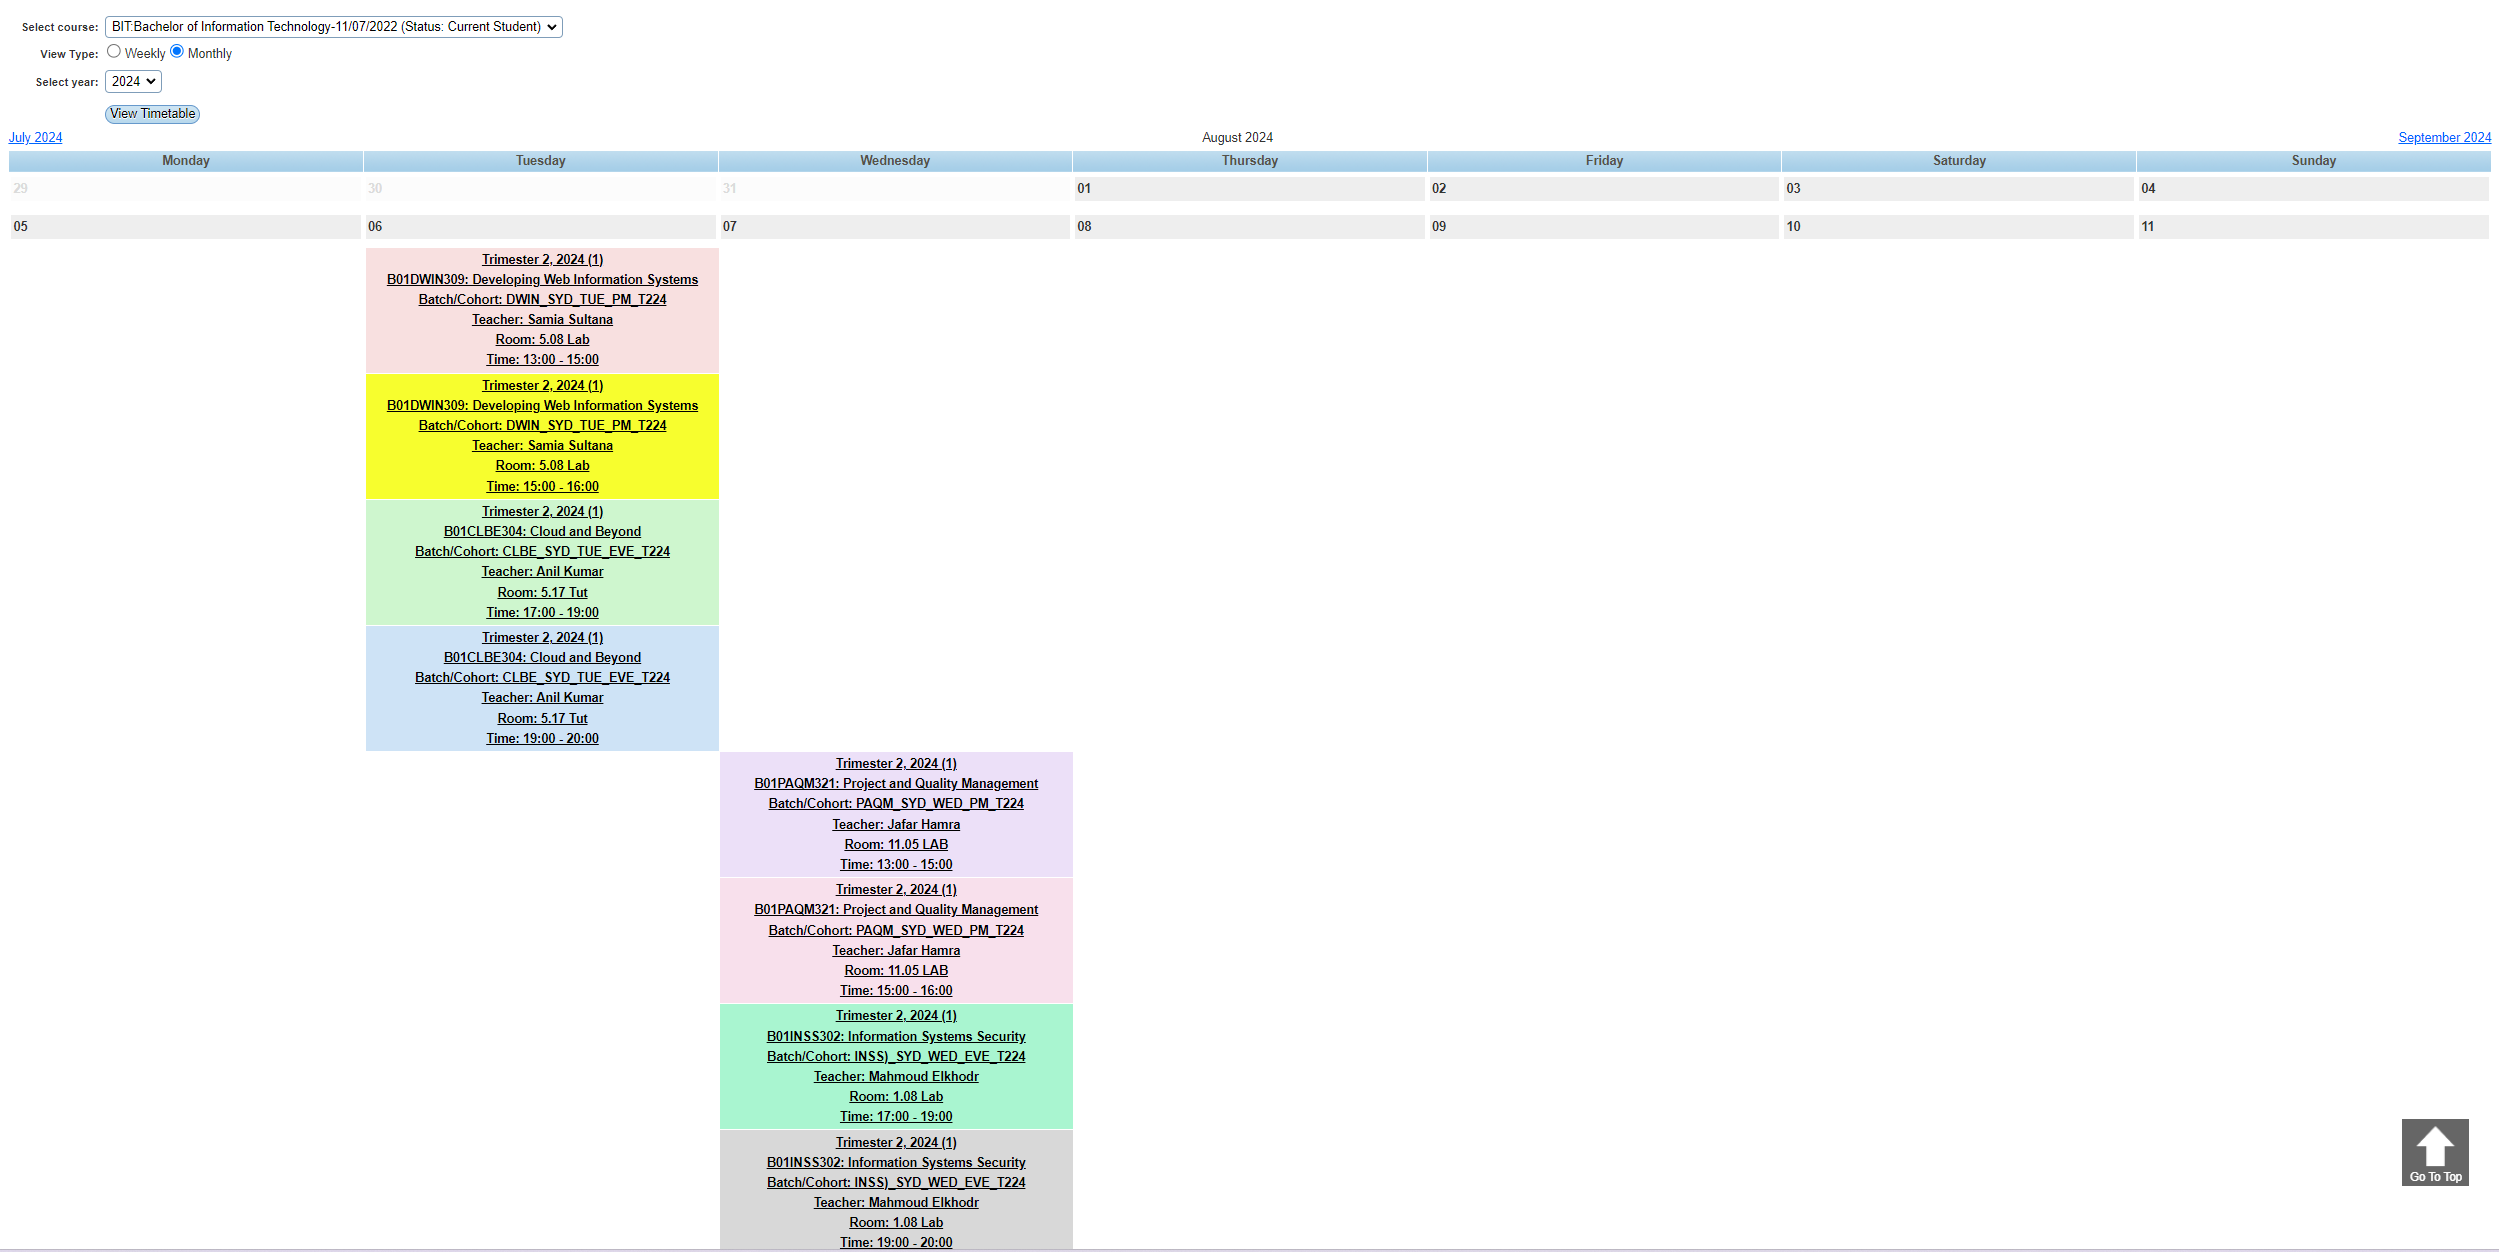 Select course: BIT:Bachelor of Information Technology-11/07/2022 (Status: Current Student)
View Type: Weekly Monthly
Select year: 2024
View Timetable
July 2024 August 2024 September 2024
Monday Tuesday Wednesday Thursday Friday Saturday Sunday
29 30 31 01 02 03 04
05 06 07 08 09 10 11
Trimester 2, 2024 (1)
B01DWIN309: Developing Web Information Systems
Batch/Cohort: DWIN_SYD_TUE_PM_T224
Teacher: Samia Sultana
Room: 5.08 Lab
Time: 13:00 - 15:00
Trimester 2, 2024 (1)
B01DWIN309: Developing Web Information Systems
Batch/Cohort: DWIN_SYD_TUE_PM_T224
Teacher: Samia Sultana
Room: 5.08 Lab
Time: 15:00 - 16:00
Trimester 2, 2024 (1)
B01CLBE304: Cloud and Beyond
Batch/Cohort: CLBE_SYD_TUE_EVE_T224
Teacher: Anil Kumar
Room: 5.17 Tut
Time: 17:00 - 19:00
Trimester 2, 2024 (1)
B01CLBE304: Cloud and Beyond
Batch/Cohort: CLBE_SYD_TUE_EVE_T224
Teacher: Anil Kumar
Room: 5.17 Tut
Time: 19:00 - 20:00
Trimester 2, 2024 (1)
B01PAQM321: Project and Quality Management
Batch/Cohort: PAQM_SYD_WED_PM_T224
Teacher: Jafar Hamra
Room: 11.05 LAB
Time: 13:00 - 15:00
Trimester 2, 2024 (1)
B01PAQM321: Project and Quality Management
Batch/Cohort: PAQM_SYD_WED_PM_T224
Teacher: Jafar Hamra
Room: 11.05 LAB
Time: 15:00 - 16:00
Trimester 2, 2024 (1)
B01INSS302: Information Systems Security
Batch/Cohort: INSS)_SYD_WED_EVE_T224
Teacher: Mahmoud Elkhodr
Room: 1.08 Lab
Time: 17:00 - 19:00
Trimester 2, 2024 (1)
B01INSS302: Information Systems Security
Batch/Cohort: INSS)_SYD_WED_EVE_T224
Teacher: Mahmoud Elkhodr
Room: 1.08 Lab
Time: 19:00 - 20:00
Go To Top